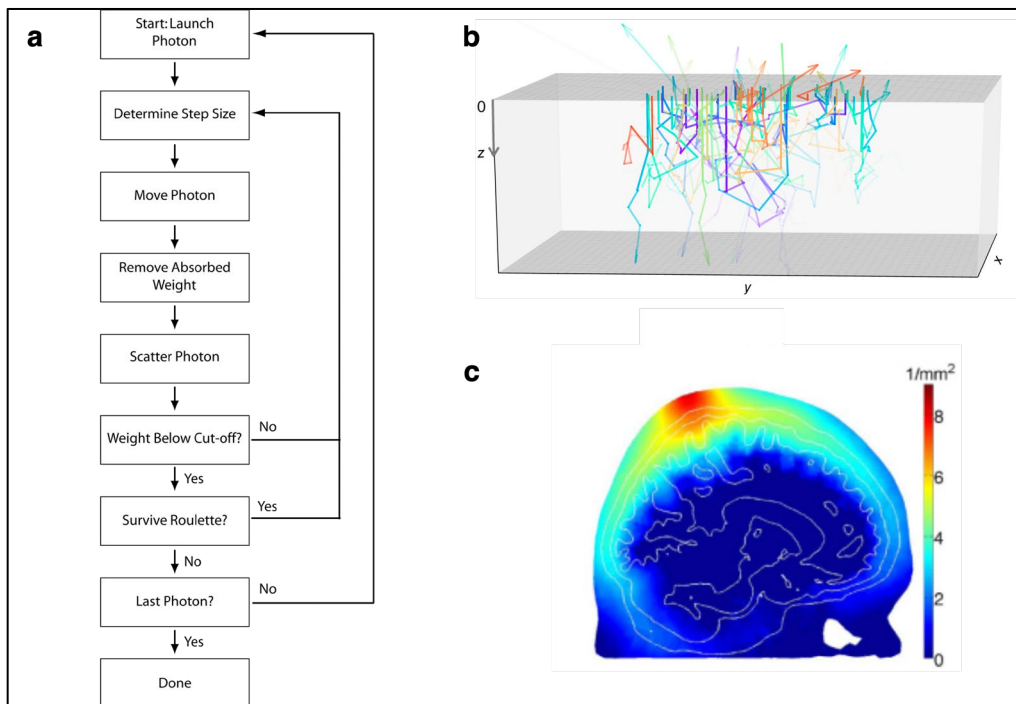 a
Start: Launch
Photon
Determine Step Size
Move Photon
Remove Absorbed
Weight
Scatter Photon
Weight Below Cut-off?
No
Yes
Survive Roulette?
Yes
No
Last Photon?
No
Yes
Done
b
0
z
y
x
c
1/mm²
8
6
4
2
0